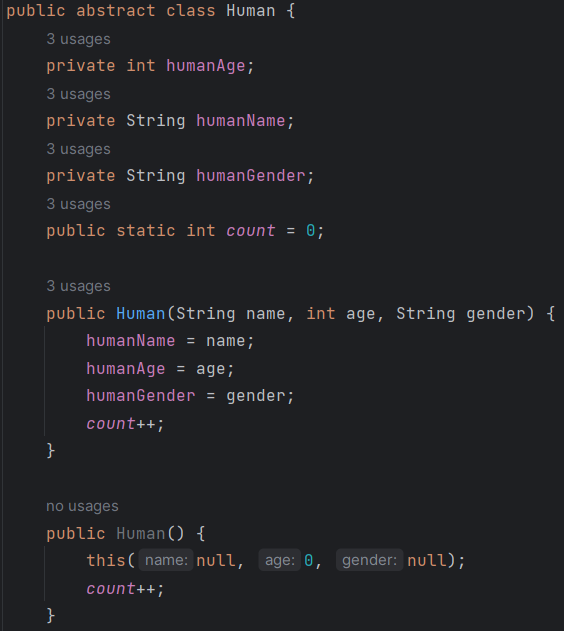 public abstract class Human {
3 usages
private int humanAge;
3 usages
private String humanName;
3 usages
private String humanGender;
3 usages
public static int count = 0;
3 usages
public Human(String name, int age, String gender) {
humanName = name;
humanAge = age;
humanGender = gender;
count++;
}
no usages
public Human() {
this( name: null, age: 0, gender: null);
count++;
}